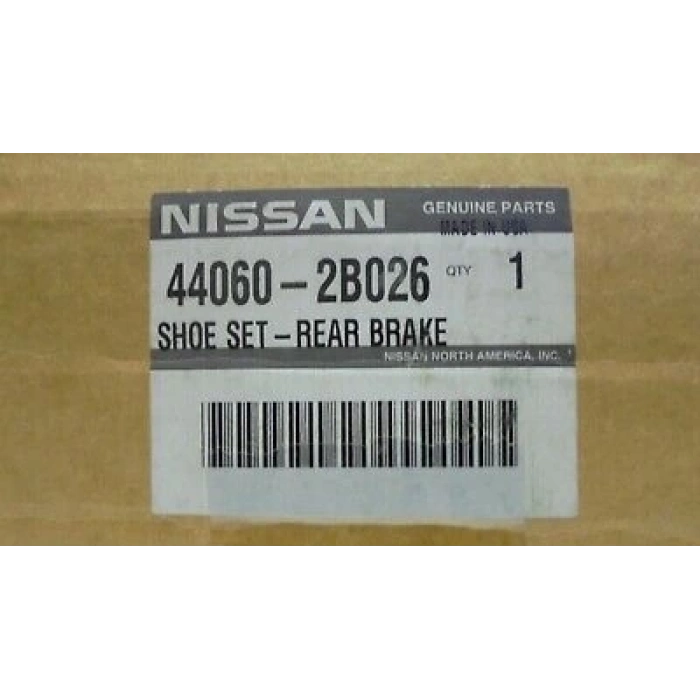 NISSAN GENUINE PARTS
MADE IN USA
44060-2B026 QTY 1
SHOE SET-REAR BRAKE
NISSAN NORTH AMERICA, INC.